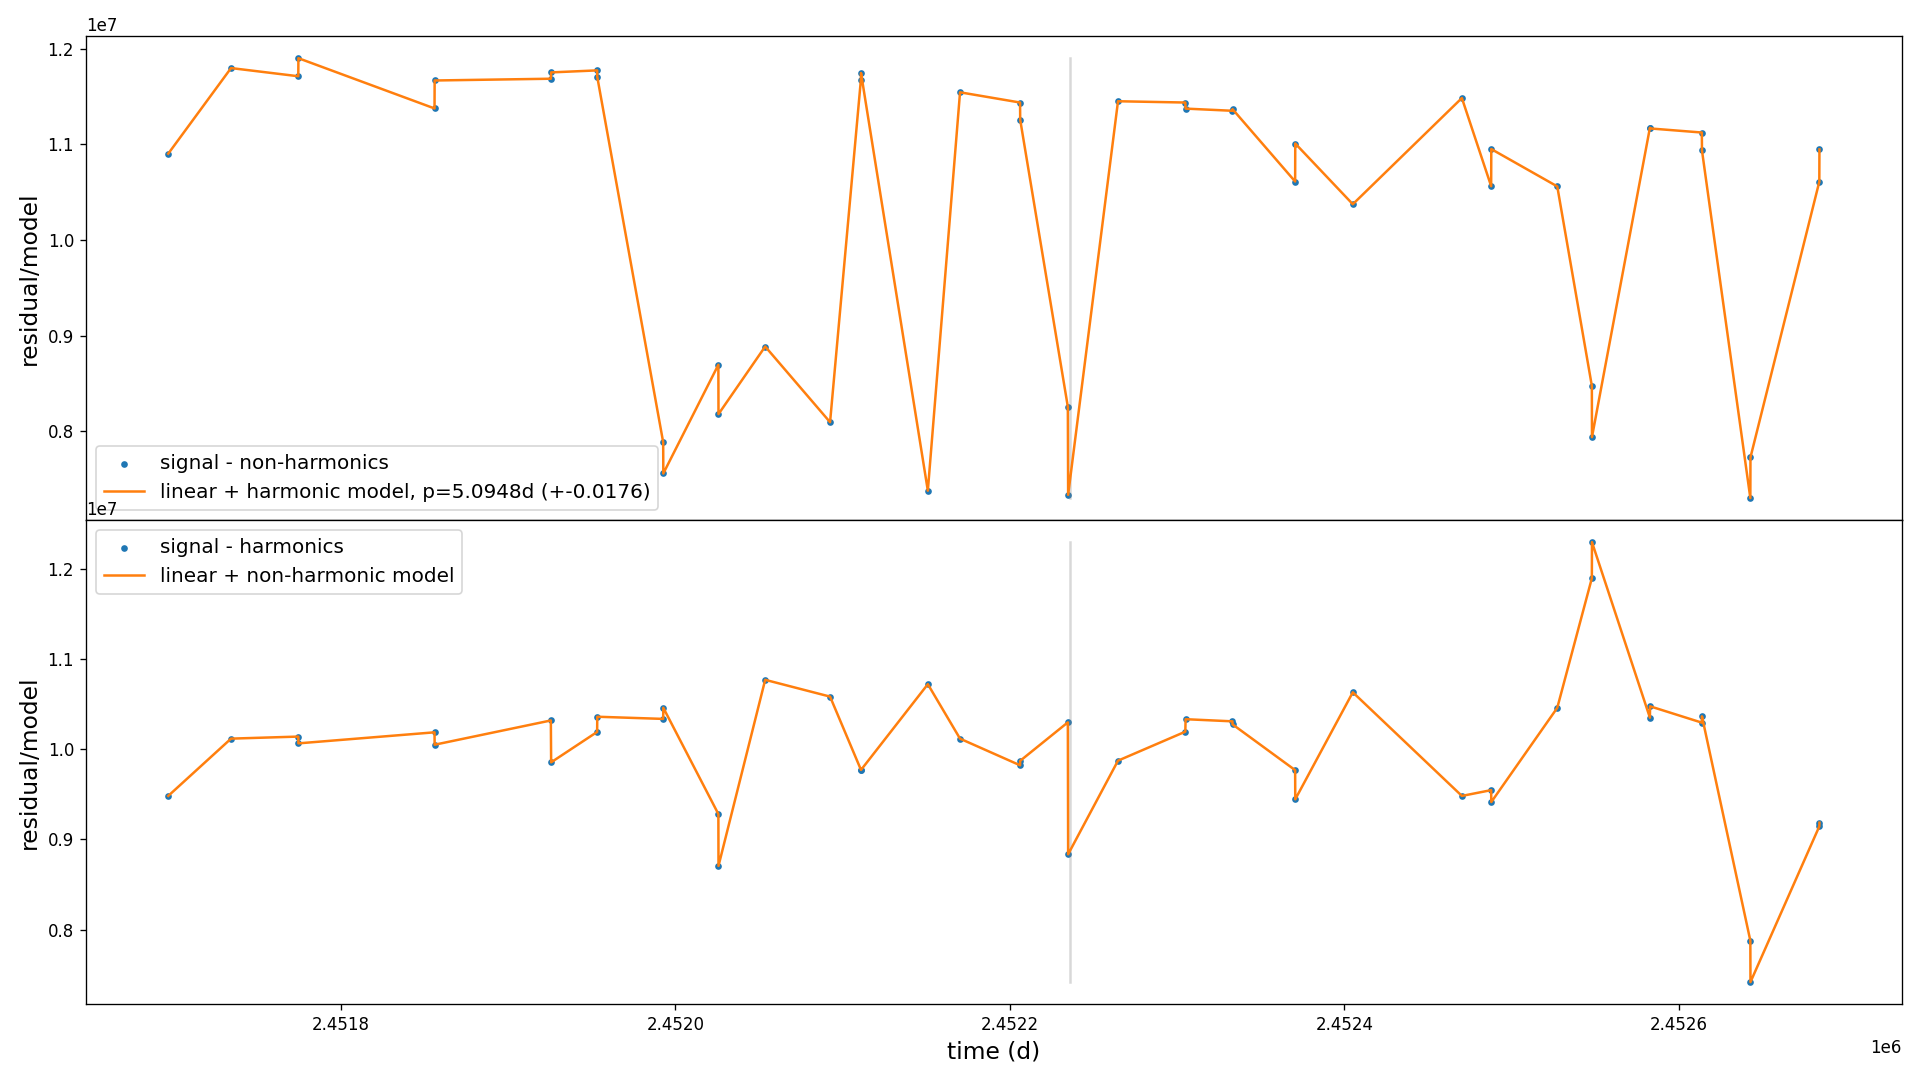 1e7
1.2
1.1
1.0
0.9
0.8
residual/model
signal - non-harmonics
linear + harmonic model, p=5.0948d (+-0.0176)
1e7
signal - harmonics
linear + non-harmonic model
1.2
1.1
1.0
0.9
0.8
residual/model
2.4518 2.4520 2.4522 2.4524 2.4526
time (d)
1e6